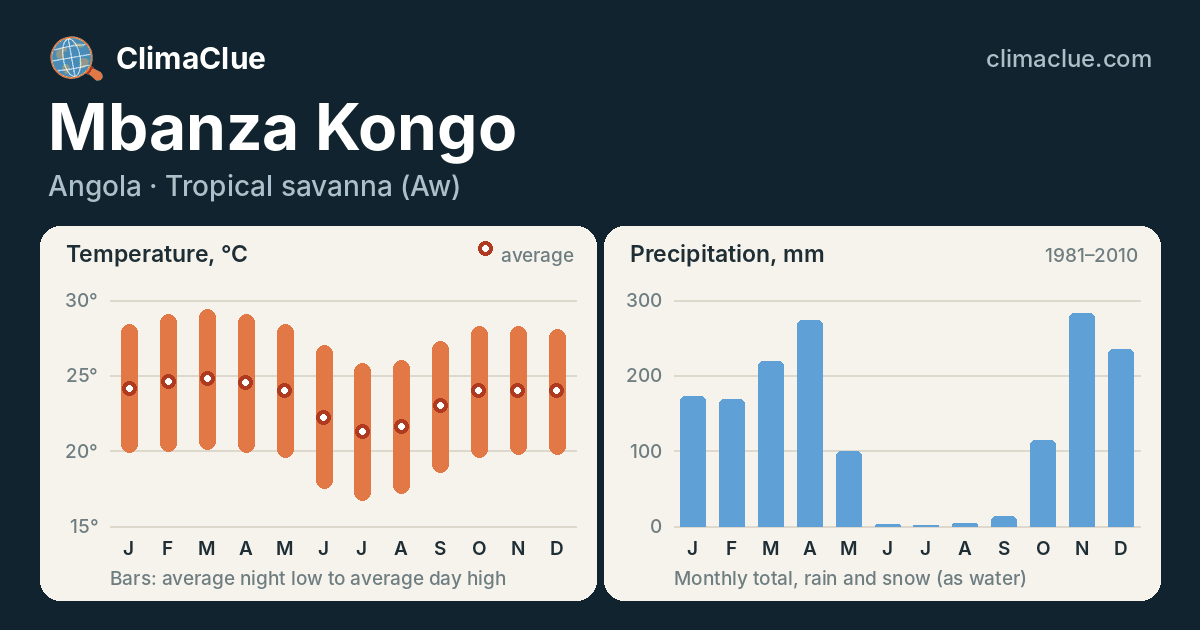 ClimaClue
climaclue.com
Mbanza Kongo
Angola · Tropical savanna (Aw)
Temperature, °C
average
30°
25°
20°
15°
J F M A M J J A S O N D
Bars: average night low to average day high
Precipitation, mm
1981–2010
300
200
100
0
J F M A M J J A S O N D
Monthly total, rain and snow (as water)